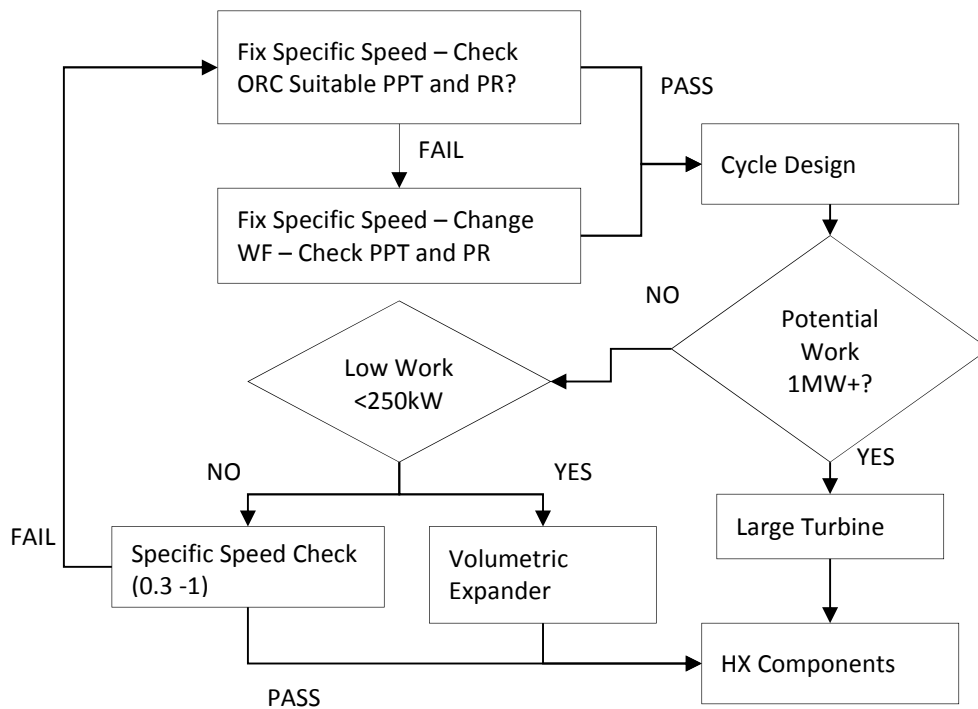 Fix Specific Speed – Check
ORC Suitable PPT and PR?
PASS
FAIL
Cycle Design
Fix Specific Speed – Change
WF – Check PPT and PR
NO
Potential
Work
1MW+?
Low Work
<250kW
NO
YES
YES
FAIL
Specific Speed Check
(0.3 -1)
Volumetric
Expander
Large Turbine
HX Components
PASS